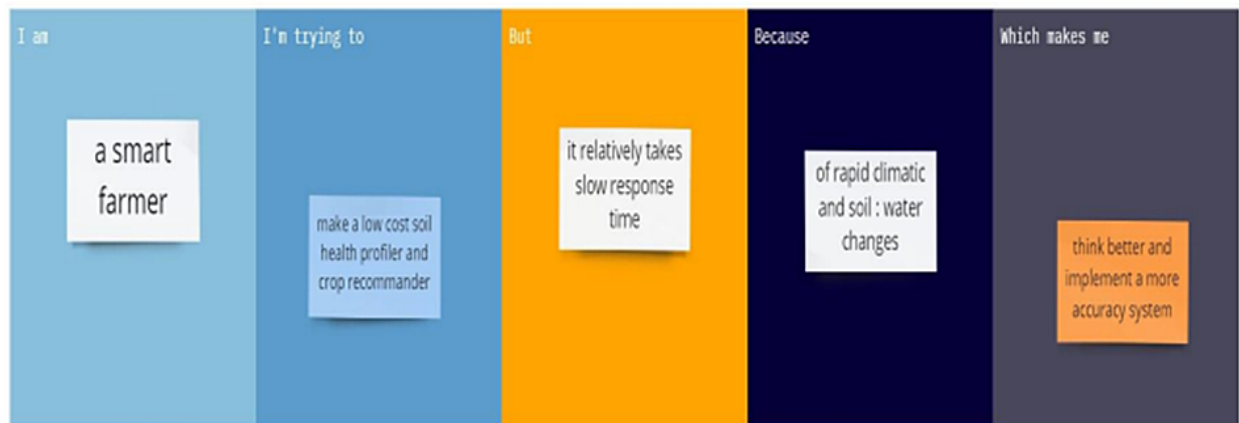 I am
a smart
farmer
I'm trying to
make a low cost soil
health profiler and
crop recommander
But
it relatively takes
slow response
time
Because
of rapid climatic
and soil : water
changes
Which makes me
think better and
implement a more
accuracy system